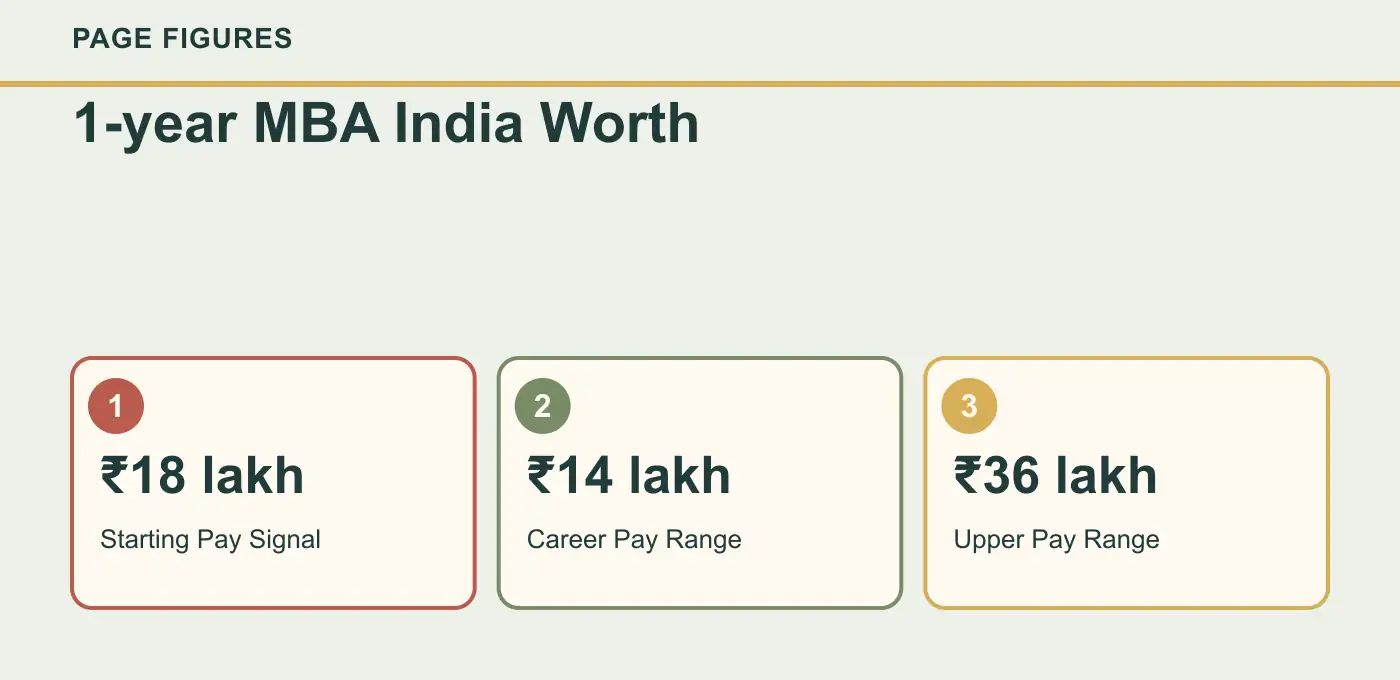 PAGE FIGURES
1-year MBA India Worth
1
₹18 lakh
Starting Pay Signal
2
₹14 lakh
Career Pay Range
3
₹36 lakh
Upper Pay Range